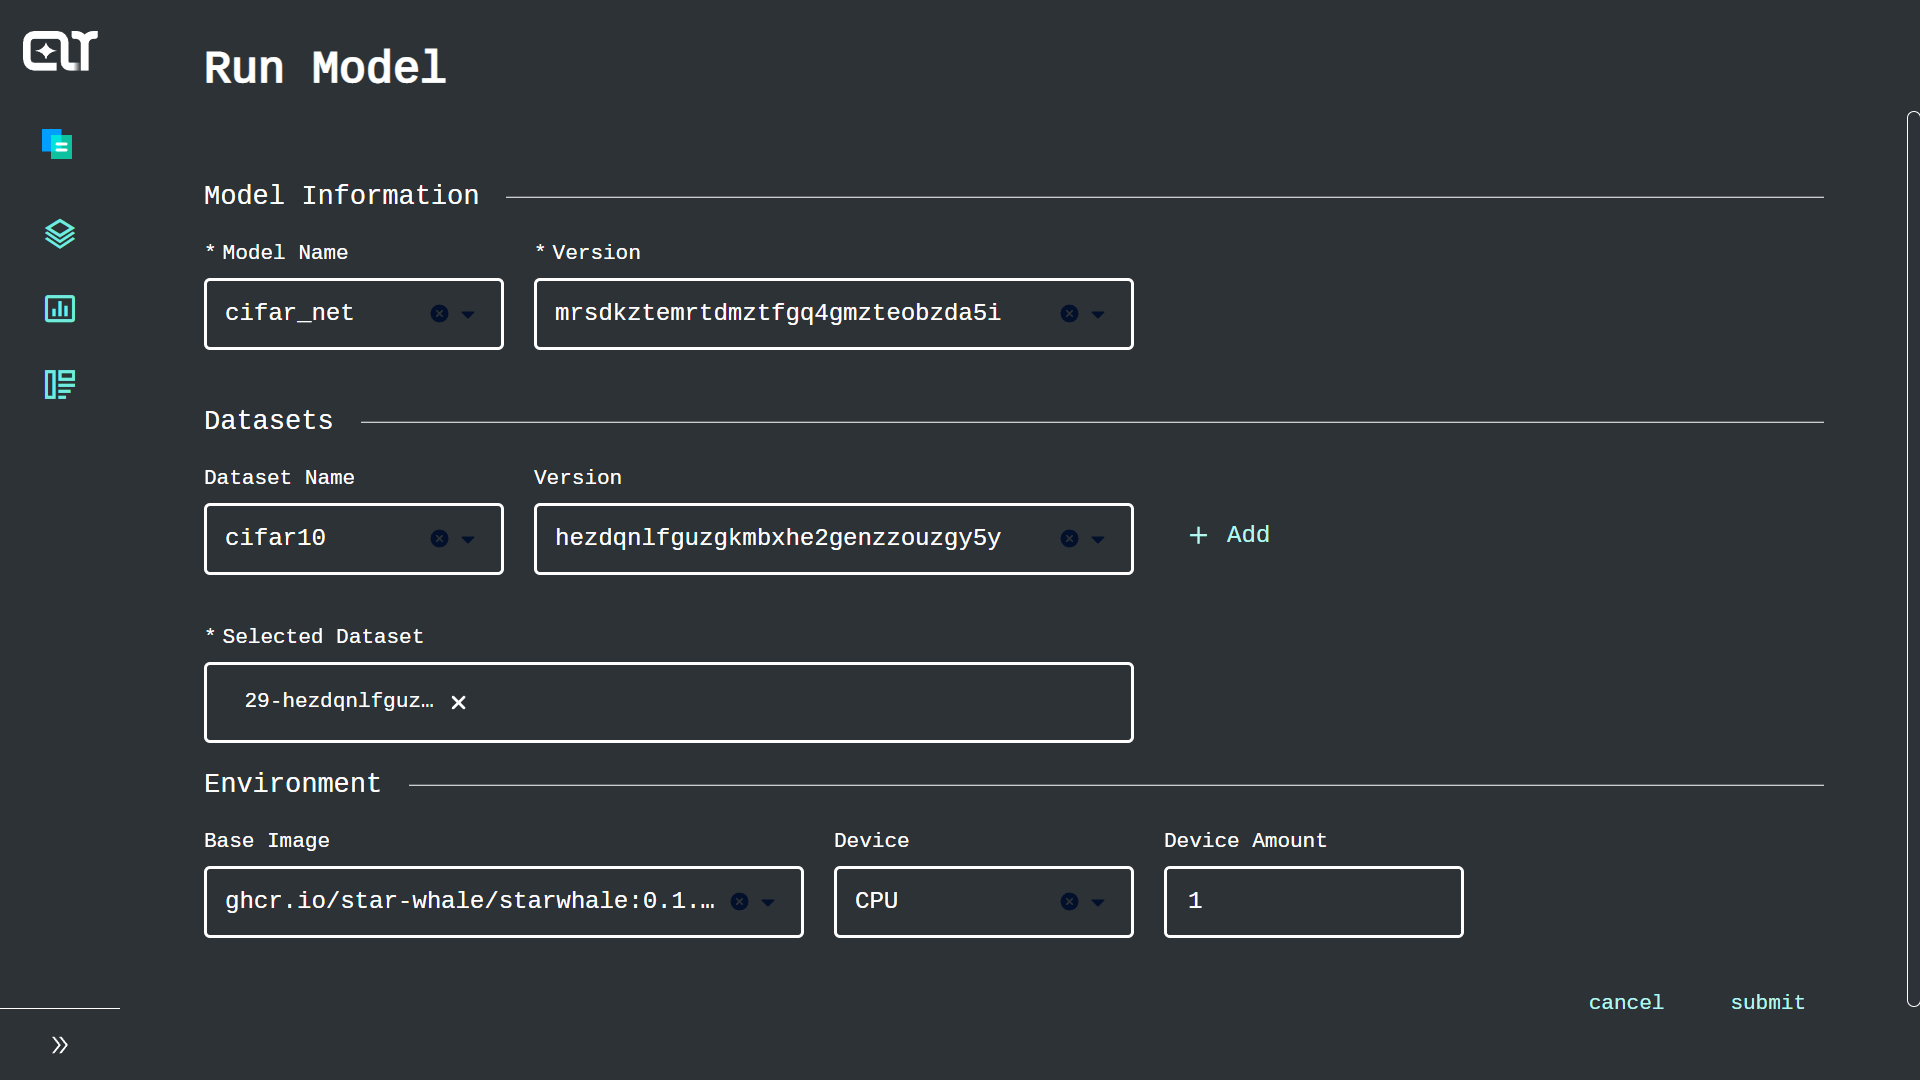 Run Model
Model Information
* Model Name * Version
cifar_net mrsdkztemrtdmztfgq4gmzteobzda5i
Datasets
Dataset Name Version
cifar10 hezdqnlfguzgkmbxhe2genzzouzgy5y + Add
* Selected Dataset
29-hezdqnlfguz…
Environment
Base Image Device Device Amount
ghcr.io/star-whale/starwhale:0.1.… CPU 1
cancel submit